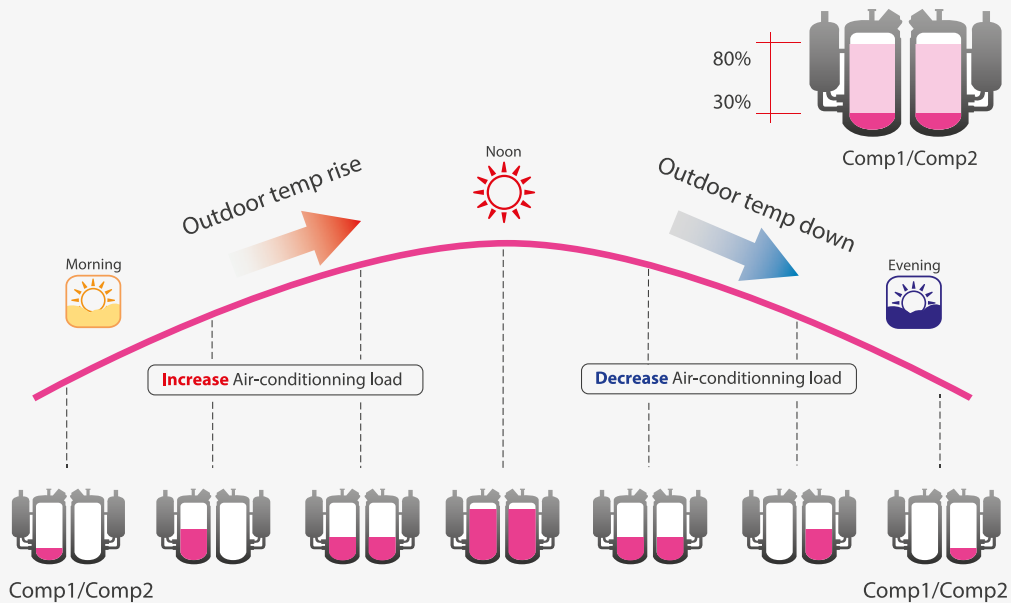 80%
30%
Comp1/Comp2
Noon
Outdoor temp rise
Outdoor temp down
Morning
Evening
Increase Air-conditionning load
Decrease Air-conditionning load
Comp1/Comp2
Comp1/Comp2